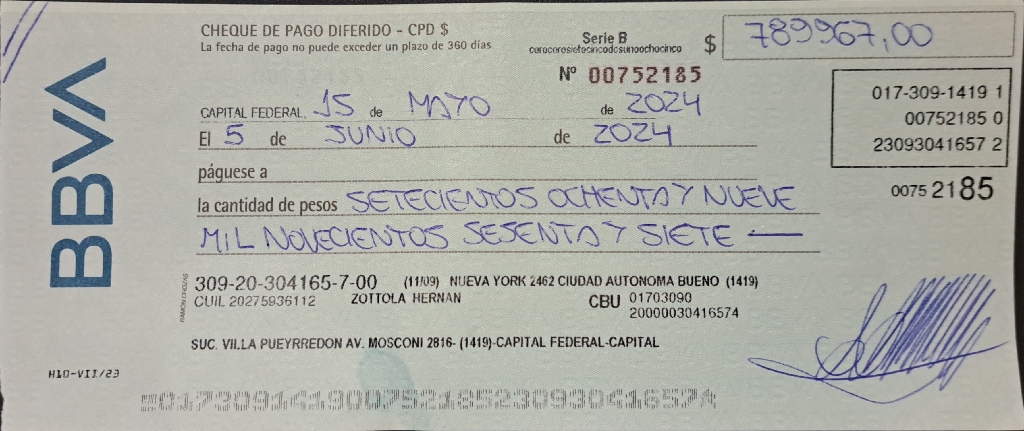 BBVA
CHEQUE DE PAGO DIFERIDO - CPD $
La fecha de pago no puede exceder un plazo de 360 días
Serie B
cerocerosietecincodosunoochocinco
$ 789967,00
Nº 00752185
CAPITAL FEDERAL, 15 de MAYO de 2024
El 5 de JUNIO de 2024
017-309-1419 1
00752185 0
23093041657 2
páguese a
0075 2185
la cantidad de pesos SETECIENTOS OCHENTA Y NUEVE
MIL NOVECIENTOS SESENTA Y SIETE —
309-20-304165-7-00 (11/09) NUEVA YORK 2462 CIUDAD AUTONOMA BUENO (1419)
CUIL 20275936112 ZOTTOLA HERNAN CBU 01703090
20000030416574
SUC. VILLA PUEYRREDON AV. MOSCONI 2816- (1419)-CAPITAL FEDERAL-CAPITAL
H10-VII/23